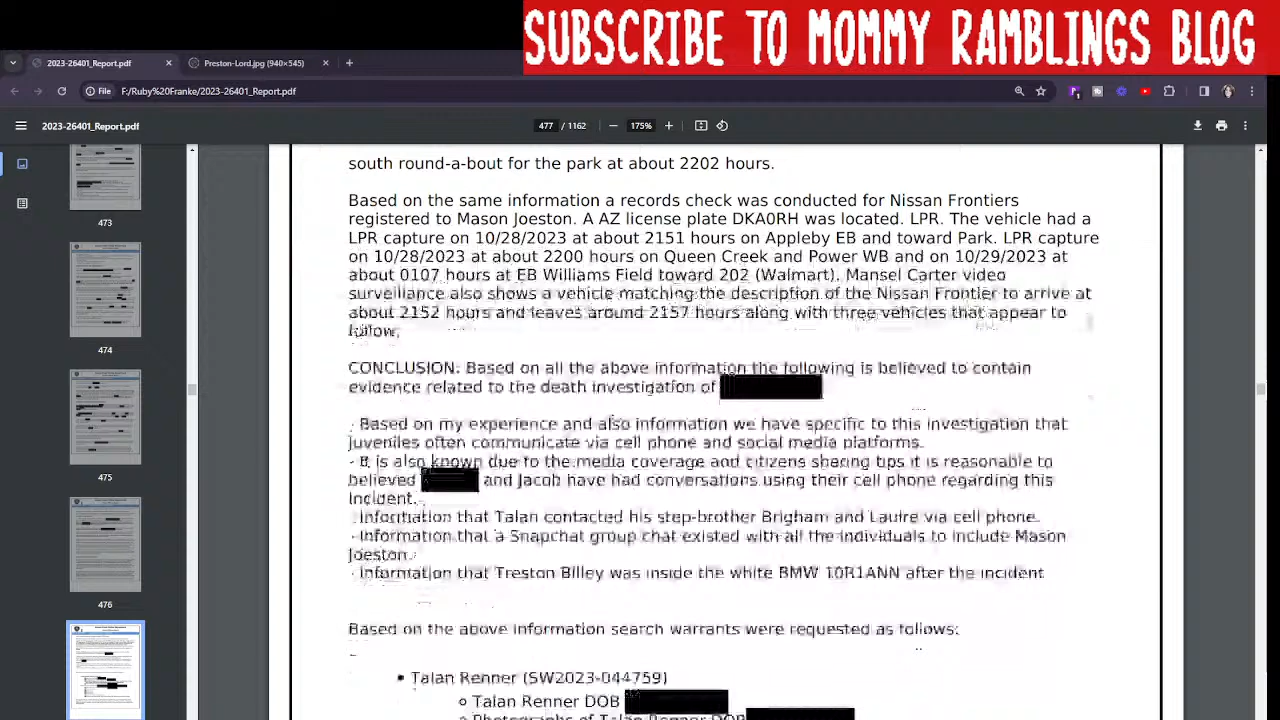 SUBSCRIBE TO MOMMY RAMBLINGS BLOG
2023-26401_Report.pdf
Preston-Lord.jpg (940×545)
File
F:/Ruby%20Franke/2023-26401_Report.pdf
2023-26401_Report.pdf
477 / 1162
175%
473
474
475
476
south round-a-bout for the park at about 2202 hours.
Based on the same information a records check was conducted for Nissan Frontiers
registered to Mason Joeston. A AZ license plate DKA0RH was located. LPR. The vehicle had a
LPR capture on 10/28/2023 at about 2151 hours on Appleby EB and toward Park. LPR capture
on 10/28/2023 at about 2200 hours on Queen Creek and Power WB and on 10/29/2023 at
about 0107 hours at EB Williams Field toward 202 (Walmart). Mansel Carter video
surveillance also shows a vehicle matching the description of the Nissan Frontier to arrive at
about 2152 hours and leaves around 2157 hours along with three vehicles that appear to
follow.
CONCLUSION: Based on all the above information the following is believed to contain
evidence related to the death investigation of
· Based on my experience and also information we have specific to this investigation that
juveniles often communicate via cell phone and social media platforms.
· It is also known due to the media coverage and citizens sharing tips it is reasonable to
believed and Jacob have had conversations using their cell phone regarding this
incident.
· Information that Talan contacted his step-brother Brigham and via cell phone.
· Information that a Snapchat group chat existed with all the individuals to include Mason
Joeston.
· Information that Treston Billey was inside the white BMW after the incident
Based on the above information search warrants were requested as follows
Talan Renner (SW2023-044759)
Talan Renner DOB
Photographs of Talan Renner DOB